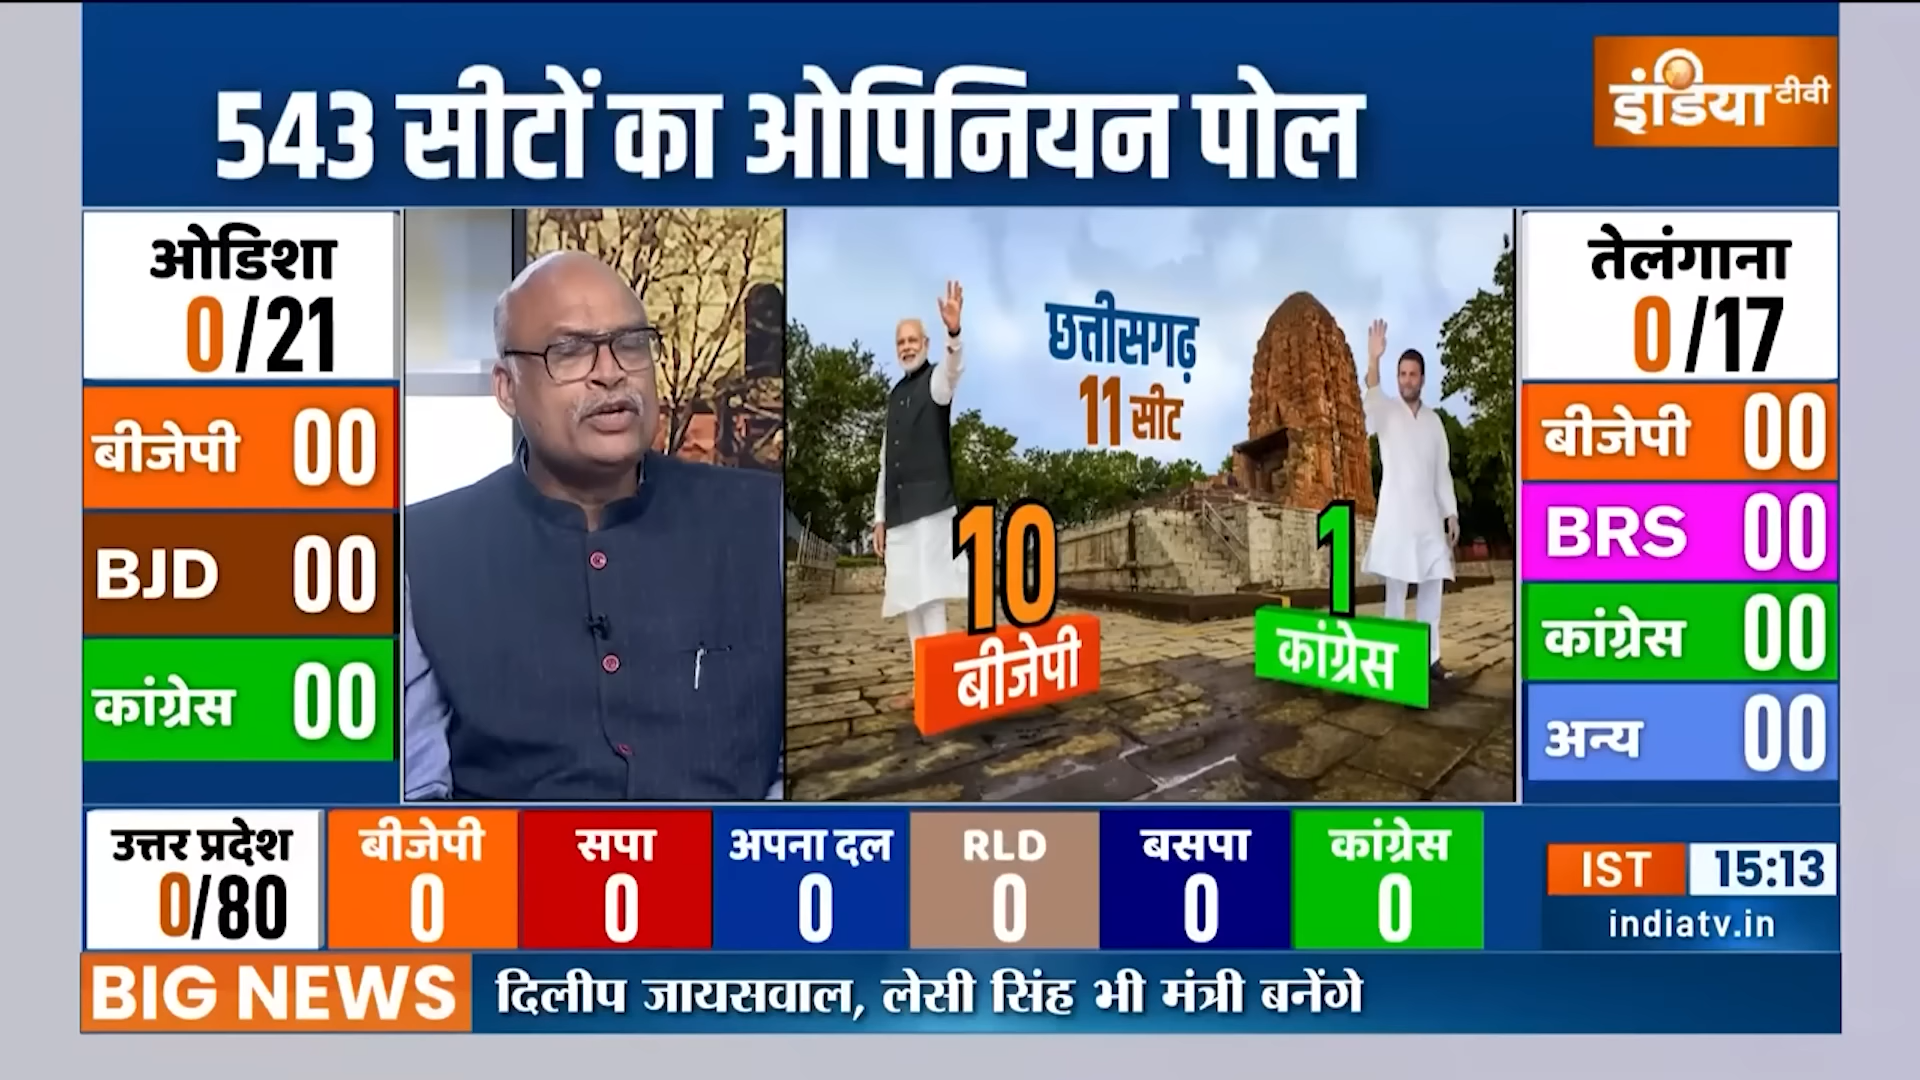 543 सीटों का ओपिनियन पोल
इंडिया टीवी
ओडिशा
0/21
बीजेपी 00
BJD 00
कांग्रेस 00
छत्तीसगढ़
11 सीट
10
बीजेपी
1
कांग्रेस
तेलंगाना
0/17
बीजेपी 00
BRS 00
कांग्रेस 00
अन्य 00
उत्तर प्रदेश
0/80
बीजेपी
0
सपा
0
अपना दल
0
RLD
0
बसपा
0
कांग्रेस
0
IST 15:13
indiatv.in
BIG NEWS दिलीप जायसवाल, लेसी सिंह भी मंत्री बनेंगे